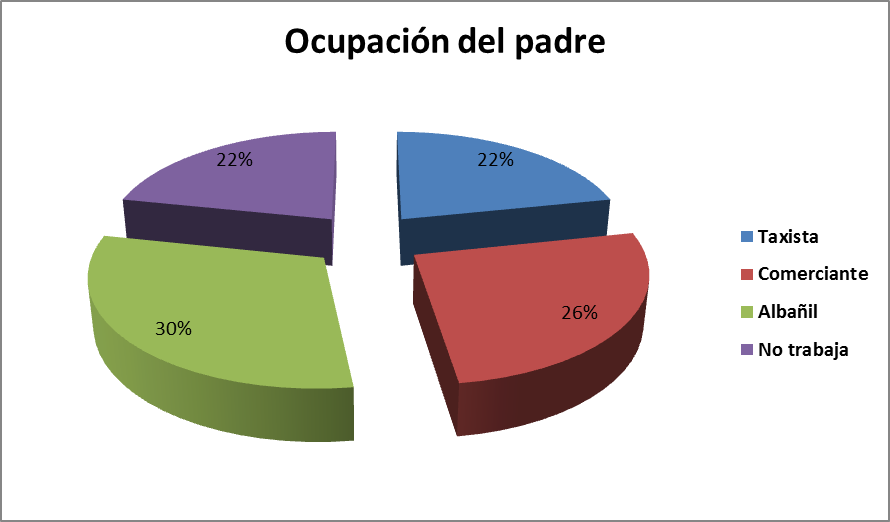 Ocupación del padre
22%
22%
26%
30%
Taxista
Comerciante
Albañil
No trabaja